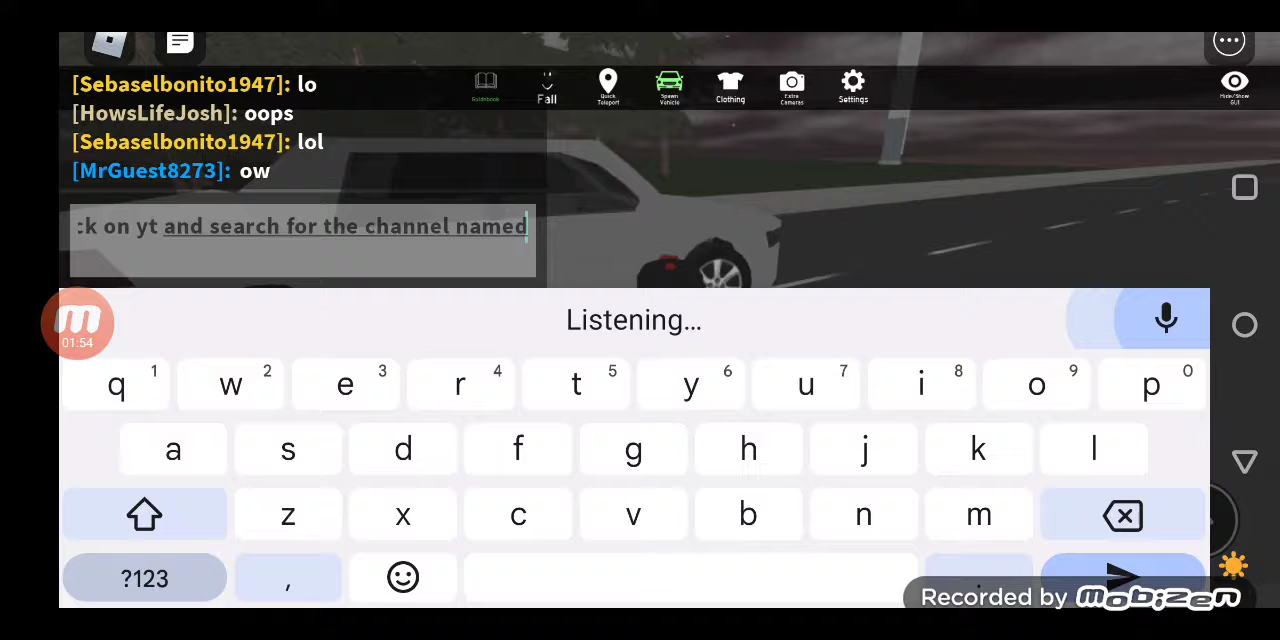 [Sebaselbonito1947]: lo
[HowsLifeJosh]: oops
[Sebaselbonito1947]: lol
[MrGuest8273]: ow
Guidebook
Fall
Quick Teleport
Spawn Vehicle
Clothing
Extra Cameras
Settings
Hide/Show GUI
:k on yt and search for the channel named
01:54
Listening...
q 1 w 2 e 3 r 4 t 5 y 6 u 7 i 8 o 9 p 0
a s d f g h j k l
z x c v b n m
?123 , .
Recorded by mobizen